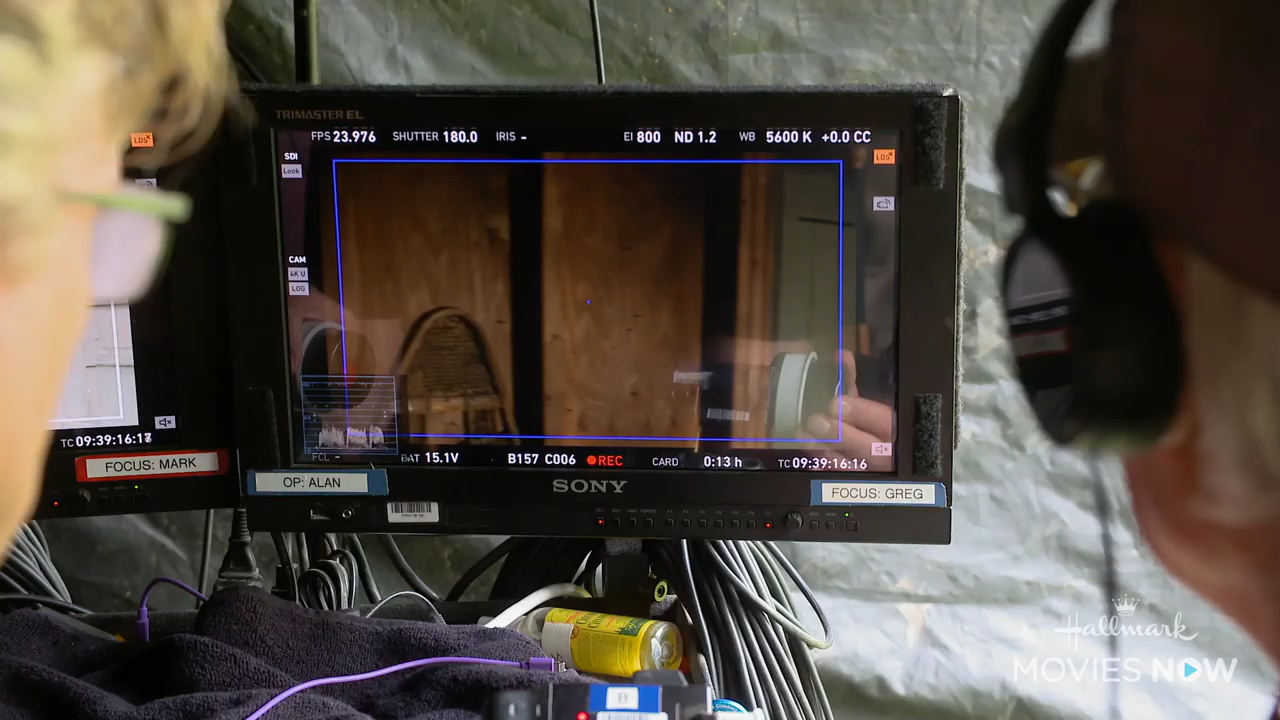 TRIMASTER EL
FPS 23.976 SHUTTER 180.0 IRIS - EI 800 ND 1.2 WB 5600 K +0.0 CC
SDI
Look
LDS
LDS
CAM
4K U
LOG
TC 09:39:16:1
BAT 15.1V B157 C006 REC CARD 0:13 h TC 09:39:16:16
FOCUS: MARK
OP: ALAN
SONY
FOCUS: GREG
B
Hallmark
MOVIES NOW